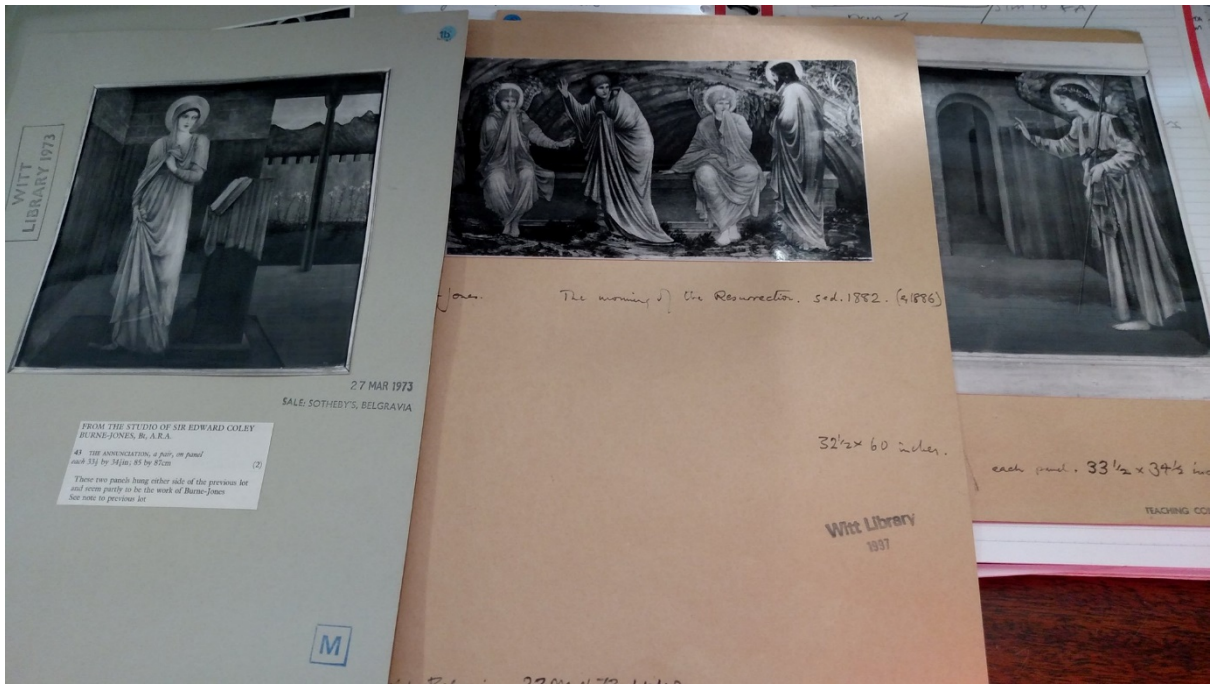 WITT
LIBRARY 1973
27 MAR 1973
SALE: SOTHEBY'S, BELGRAVIA
FROM THE STUDIO OF SIR EDWARD COLEY
BURNE-JONES, Bt, A.R.A.
43 THE ANNUNCIATION, a pair, on panel
each 33½ by 34¼in; 85 by 87cm (2)
These two panels hung either side of the previous lot
and seem partly to be the work of Burne-Jones
See note to previous lot
M
-Jones. The morning of the Resurrection. s+d. 1882. (§1886)
32½ x 60 inches.
Witt Library
1997
each panel. 33½ x 34½
TEACHING